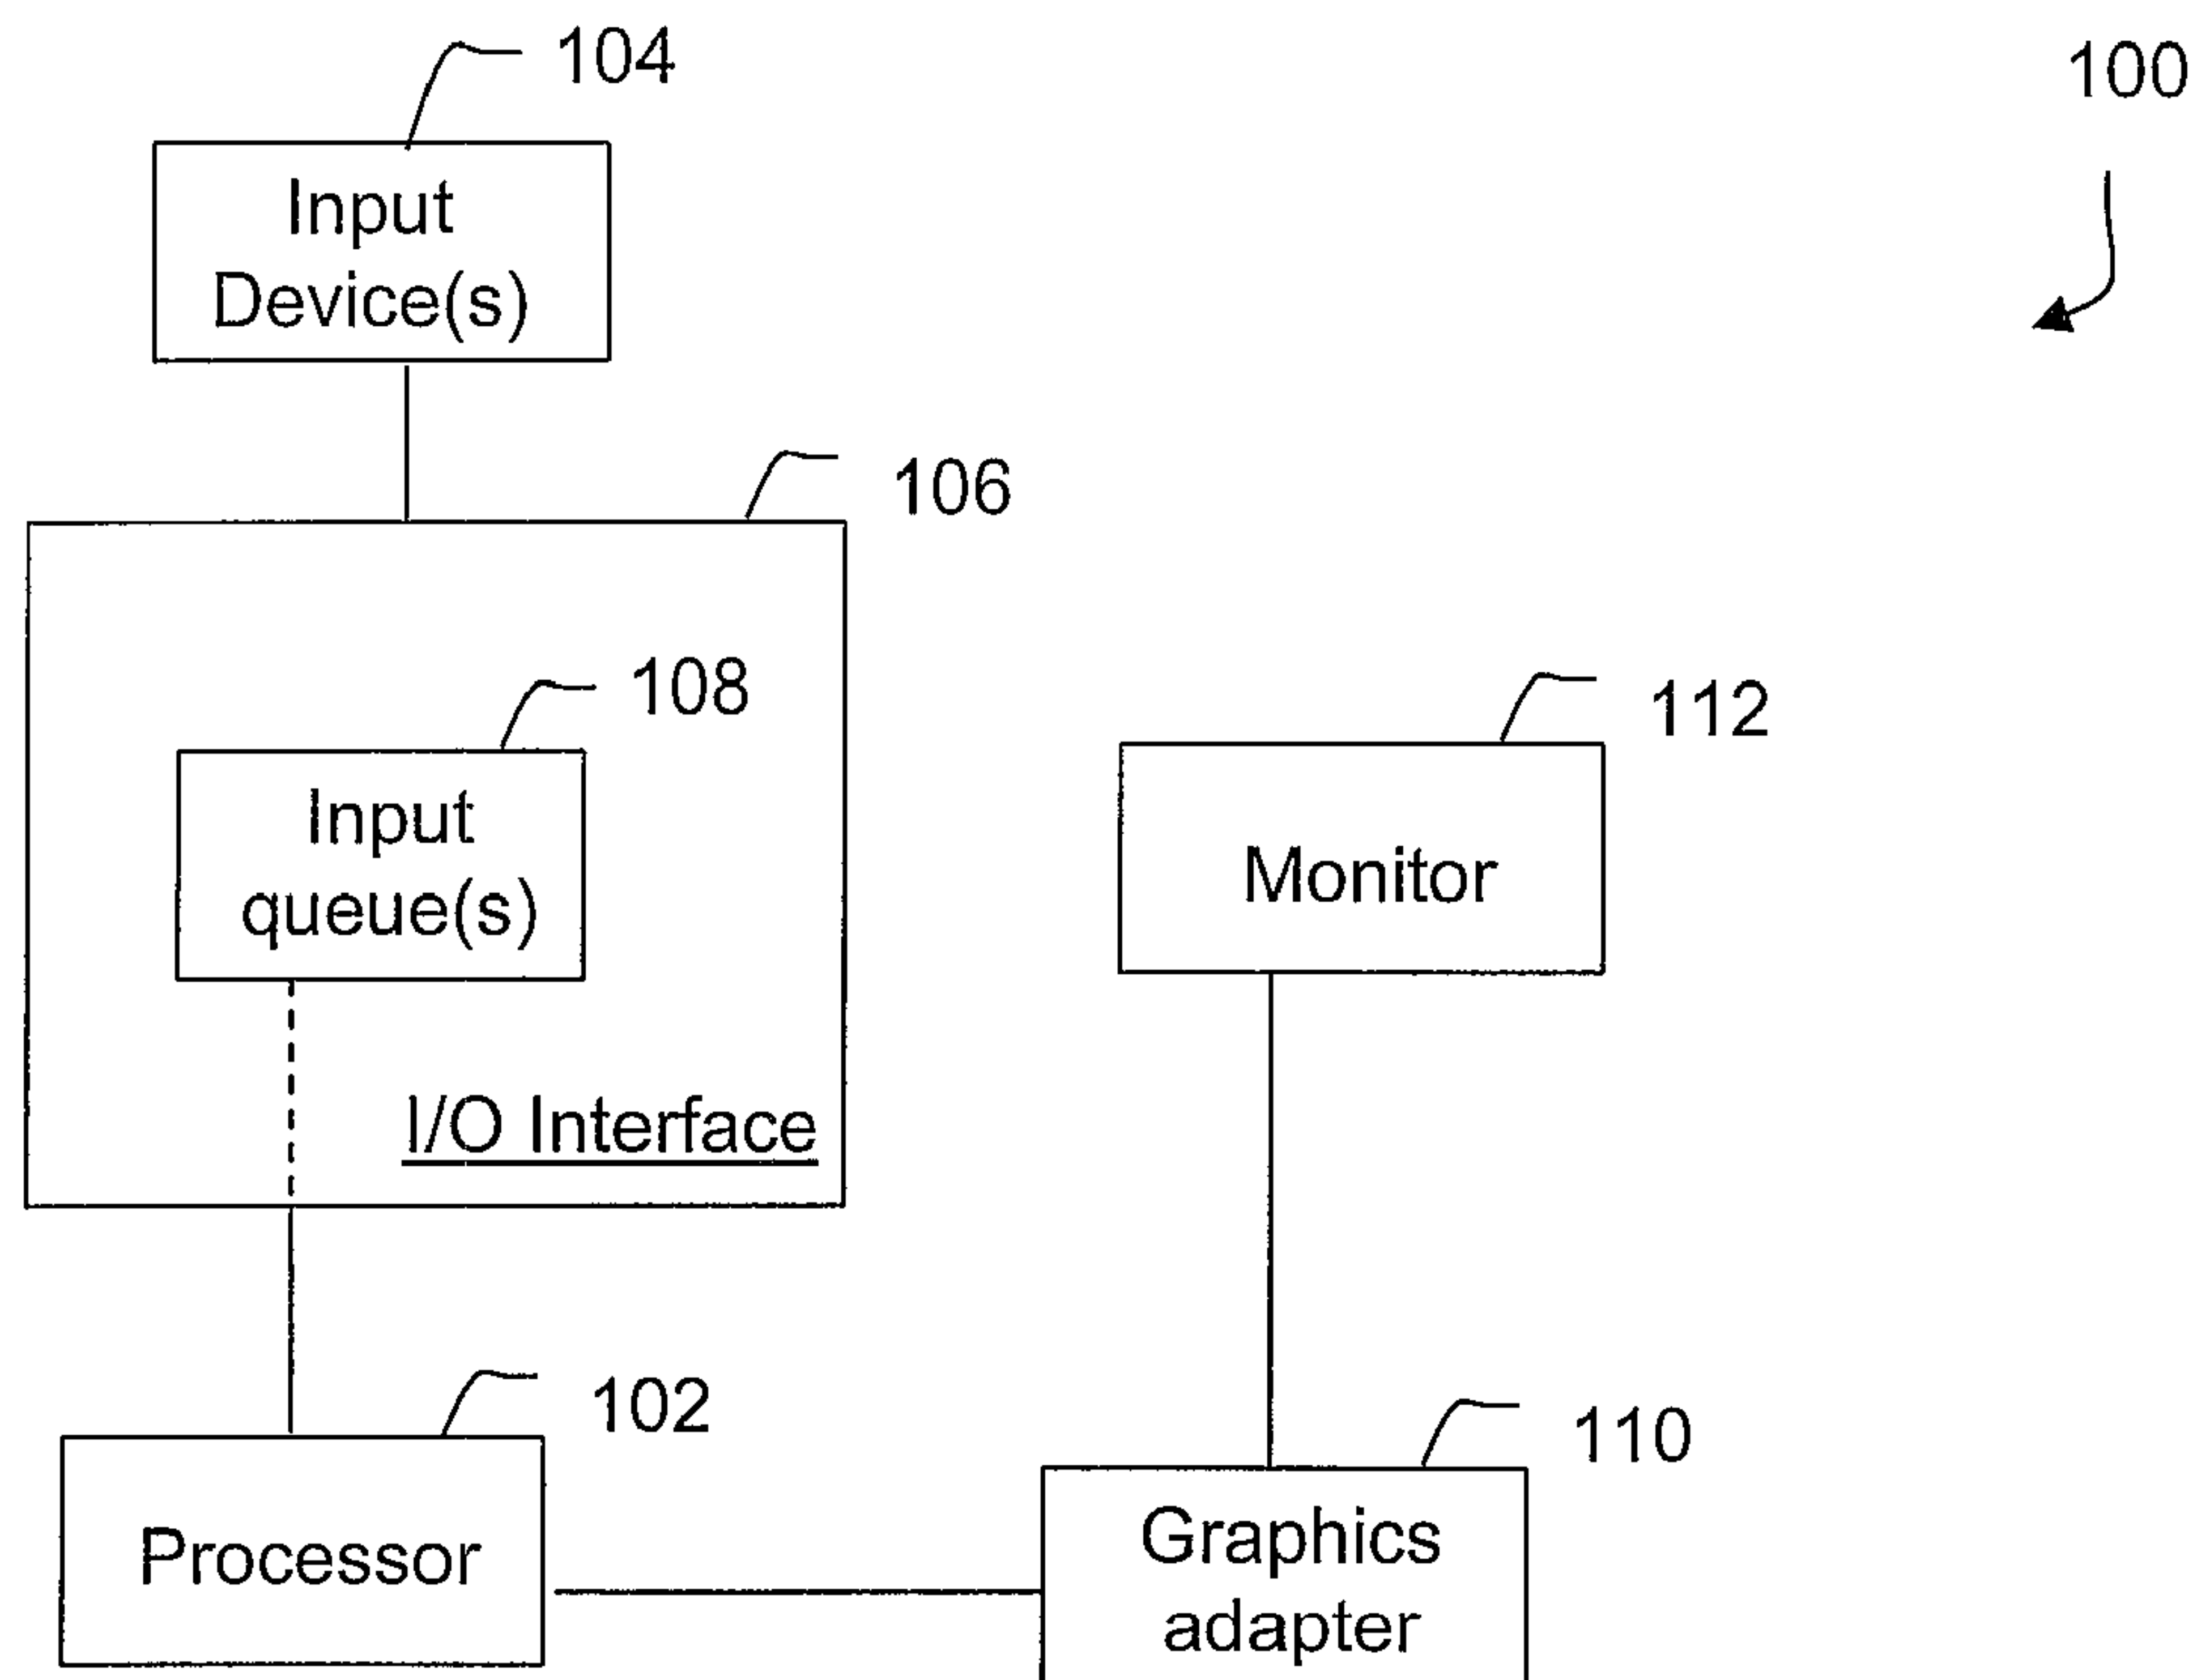 104
100
Input
Device(s)
106
108
Input
queue(s)
112
Monitor
I/O Interface
102
110
Processor
Graphics
adapter